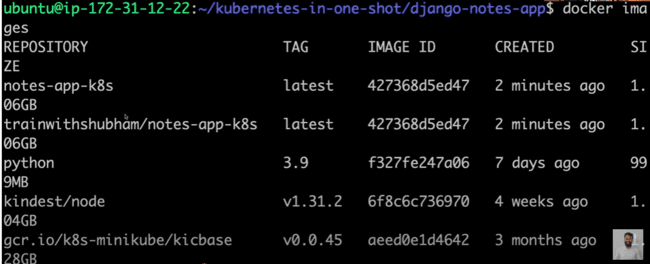 ubuntu@ip-172-31-12-22:~/kubernetes-in-one-shot/django-notes-app$ docker ima
ges
REPOSITORY TAG IMAGE ID CREATED SI
ZE
notes-app-k8s latest 427368d5ed47 2 minutes ago 1.
06GB
trainwithshubham/notes-app-k8s latest 427368d5ed47 2 minutes ago 1.
06GB
python 3.9 f327fe247a06 7 days ago 99
9MB
kindest/node v1.31.2 6f8c6c736970 4 weeks ago 1.
04GB
gcr.io/k8s-minikube/kicbase v0.0.45 aeed0e1d4642 3 months ago 1.
28GB